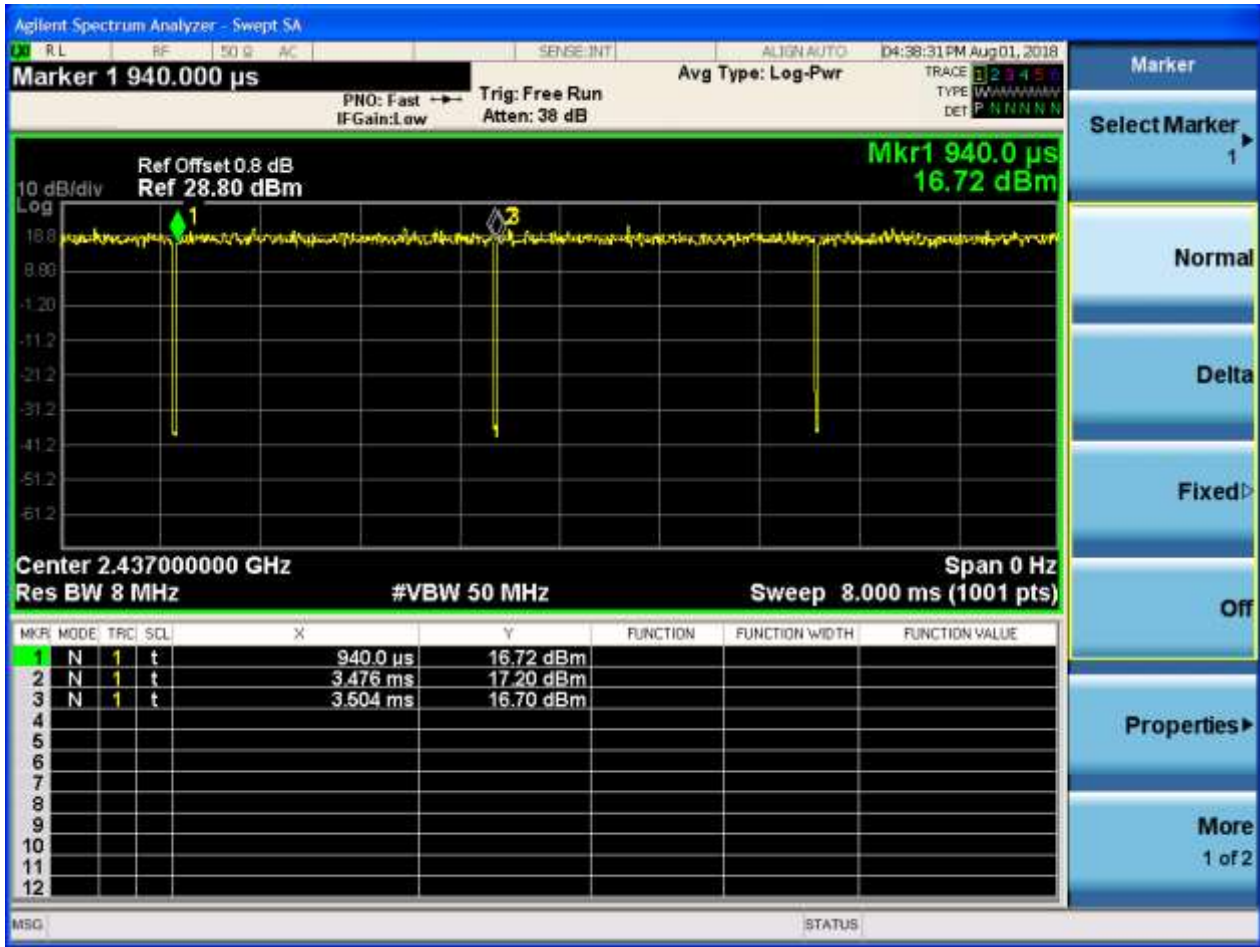 Agilent Spectrum Analyzer - Swept SA
LXI RL RF 50 Ω AC SENSE:INT ALIGN AUTO 04:38:31 PM Aug 01, 2018
Marker 1 940.000 µs
PNO: Fast
IFGain:Low
Trig: Free Run
Atten: 38 dB
Avg Type: Log-Pwr
TRACE 1 2 3 4 5 6
TYPE
DET P N N N N N
Mkr1 940.0 µs
16.72 dBm
Ref Offset 0.8 dB
10 dB/div Ref 28.80 dBm
Log
1
2
3
18.8
8.80
-1.20
-11.2
-21.2
-31.2
-41.2
-51.2
-61.2
Center 2.437000000 GHz Span 0 Hz
Res BW 8 MHz #VBW 50 MHz Sweep 8.000 ms (1001 pts)
MKR MODE TRC SCL X Y FUNCTION FUNCTION WIDTH FUNCTION VALUE
1 N 1 t 940.0 µs 16.72 dBm
2 N 1 t 3.476 ms 17.20 dBm
3 N 1 t 3.504 ms 16.70 dBm
4
5
6
7
8
9
10
11
12
MSG STATUS
Marker
Select Marker
1
Normal
Delta
Fixed
Off
Properties
More
1 of 2